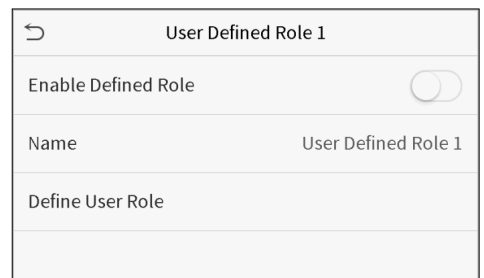 User Defined Role 1
Enable Defined Role
Name User Defined Role 1
Define User Role